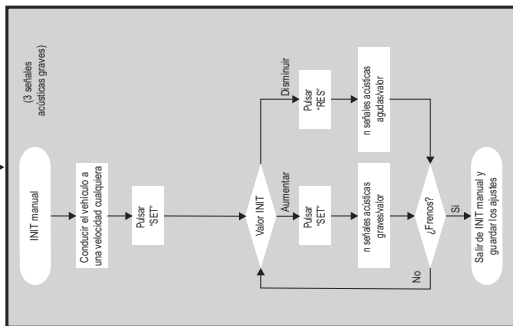 INIT manual
(3 señales
acústicas graves)
Conducir el vehículo a
una velocidad cualquiera
Pulsar
"SET"
Valor INIT
Aumentar
Disminuir
Pulsar
"SET"
Pulsar
"RES"
n señales acústicas
graves/valor
n señales acústicas
agudas/valor
¿Frenos?
No
Si
Salir de INIT manual y
guardar los ajustes